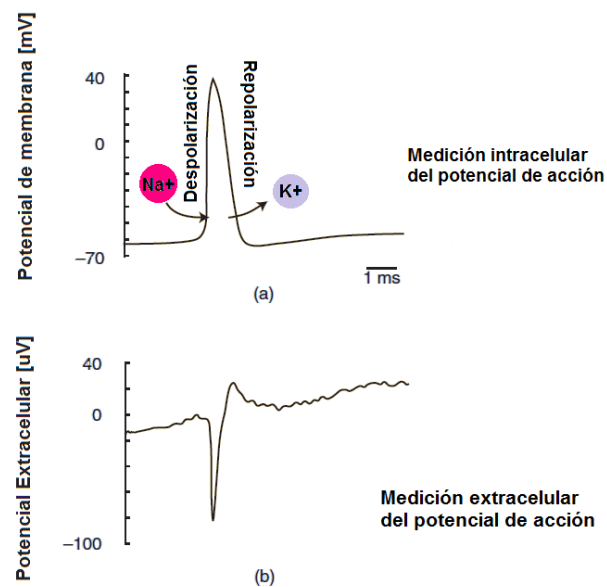 Potencial de membrana [mV]
40
0
−70
Despolarización
Repolarización
Na+
K+
Medición intracelular
del potencial de acción
1 ms
(a)
Potencial Extracelular [uV]
40
0
−100
Medición extracelular
del potencial de acción
(b)